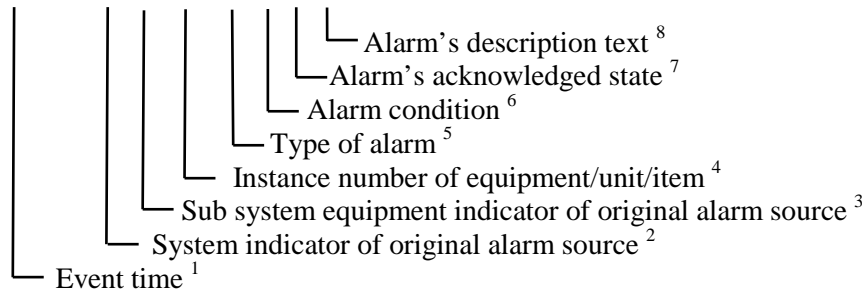 Alarm’s description text 8
Alarm’s acknowledged state 7
Alarm condition 6
Type of alarm 5
Instance number of equipment/unit/item 4
Sub system equipment indicator of original alarm source 3
System indicator of original alarm source 2
Event time 1